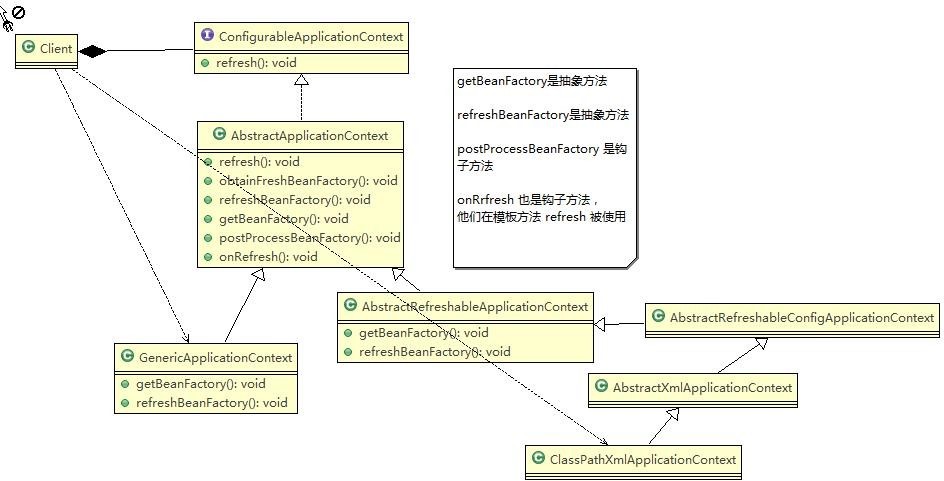 Client
ConfigurableApplicationContext
refresh(): void
AbstractApplicationContext
refresh(): void
obtainFreshBeanFactory(): void
refreshBeanFactory(): void
getBeanFactory(): void
postProcessBeanFactory(): void
onRefresh(): void
getBeanFactory是抽象方法
refreshBeanFactory是抽象方法
postProcessBeanFactory 是钩
子方法
onRrfresh 也是钩子方法，
他们在模板方法 refresh 被使用
AbstractRefreshableApplicationContext
getBeanFactory(): void
refreshBeanFactory(): void
AbstractRefreshableConfigApplicationContext
GenericApplicationContext
getBeanFactory(): void
refreshBeanFactory(): void
AbstractXmlApplicationContext
ClassPathXmlApplicationContext